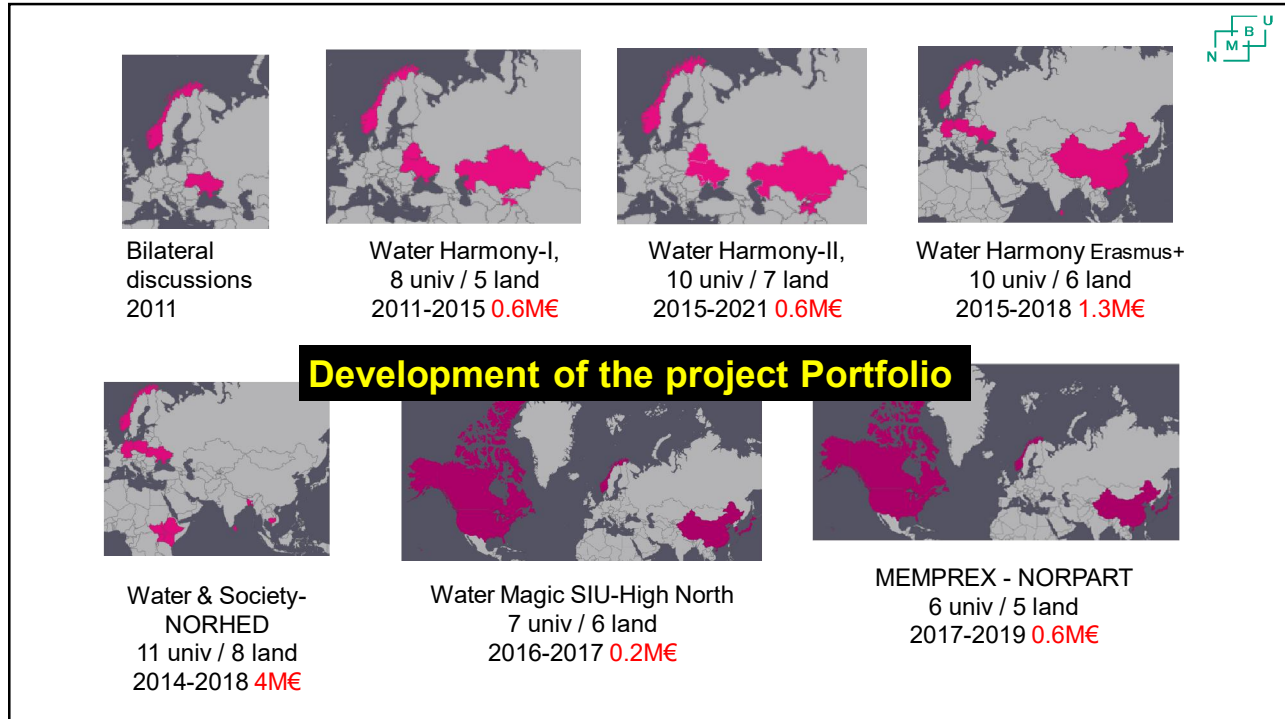 N M B U
Bilateral
discussions
2011
Water Harmony-I,
8 univ / 5 land
2011-2015 0.6M€
Water Harmony-II,
10 univ / 7 land
2015-2021 0.6M€
Water Harmony Erasmus+
10 univ / 6 land
2015-2018 1.3M€
Development of the project Portfolio
Water & Society-
NORHED
11 univ / 8 land
2014-2018 4M€
Water Magic SIU-High North
7 univ / 6 land
2016-2017 0.2M€
MEMPREX - NORPART
6 univ / 5 land
2017-2019 0.6M€